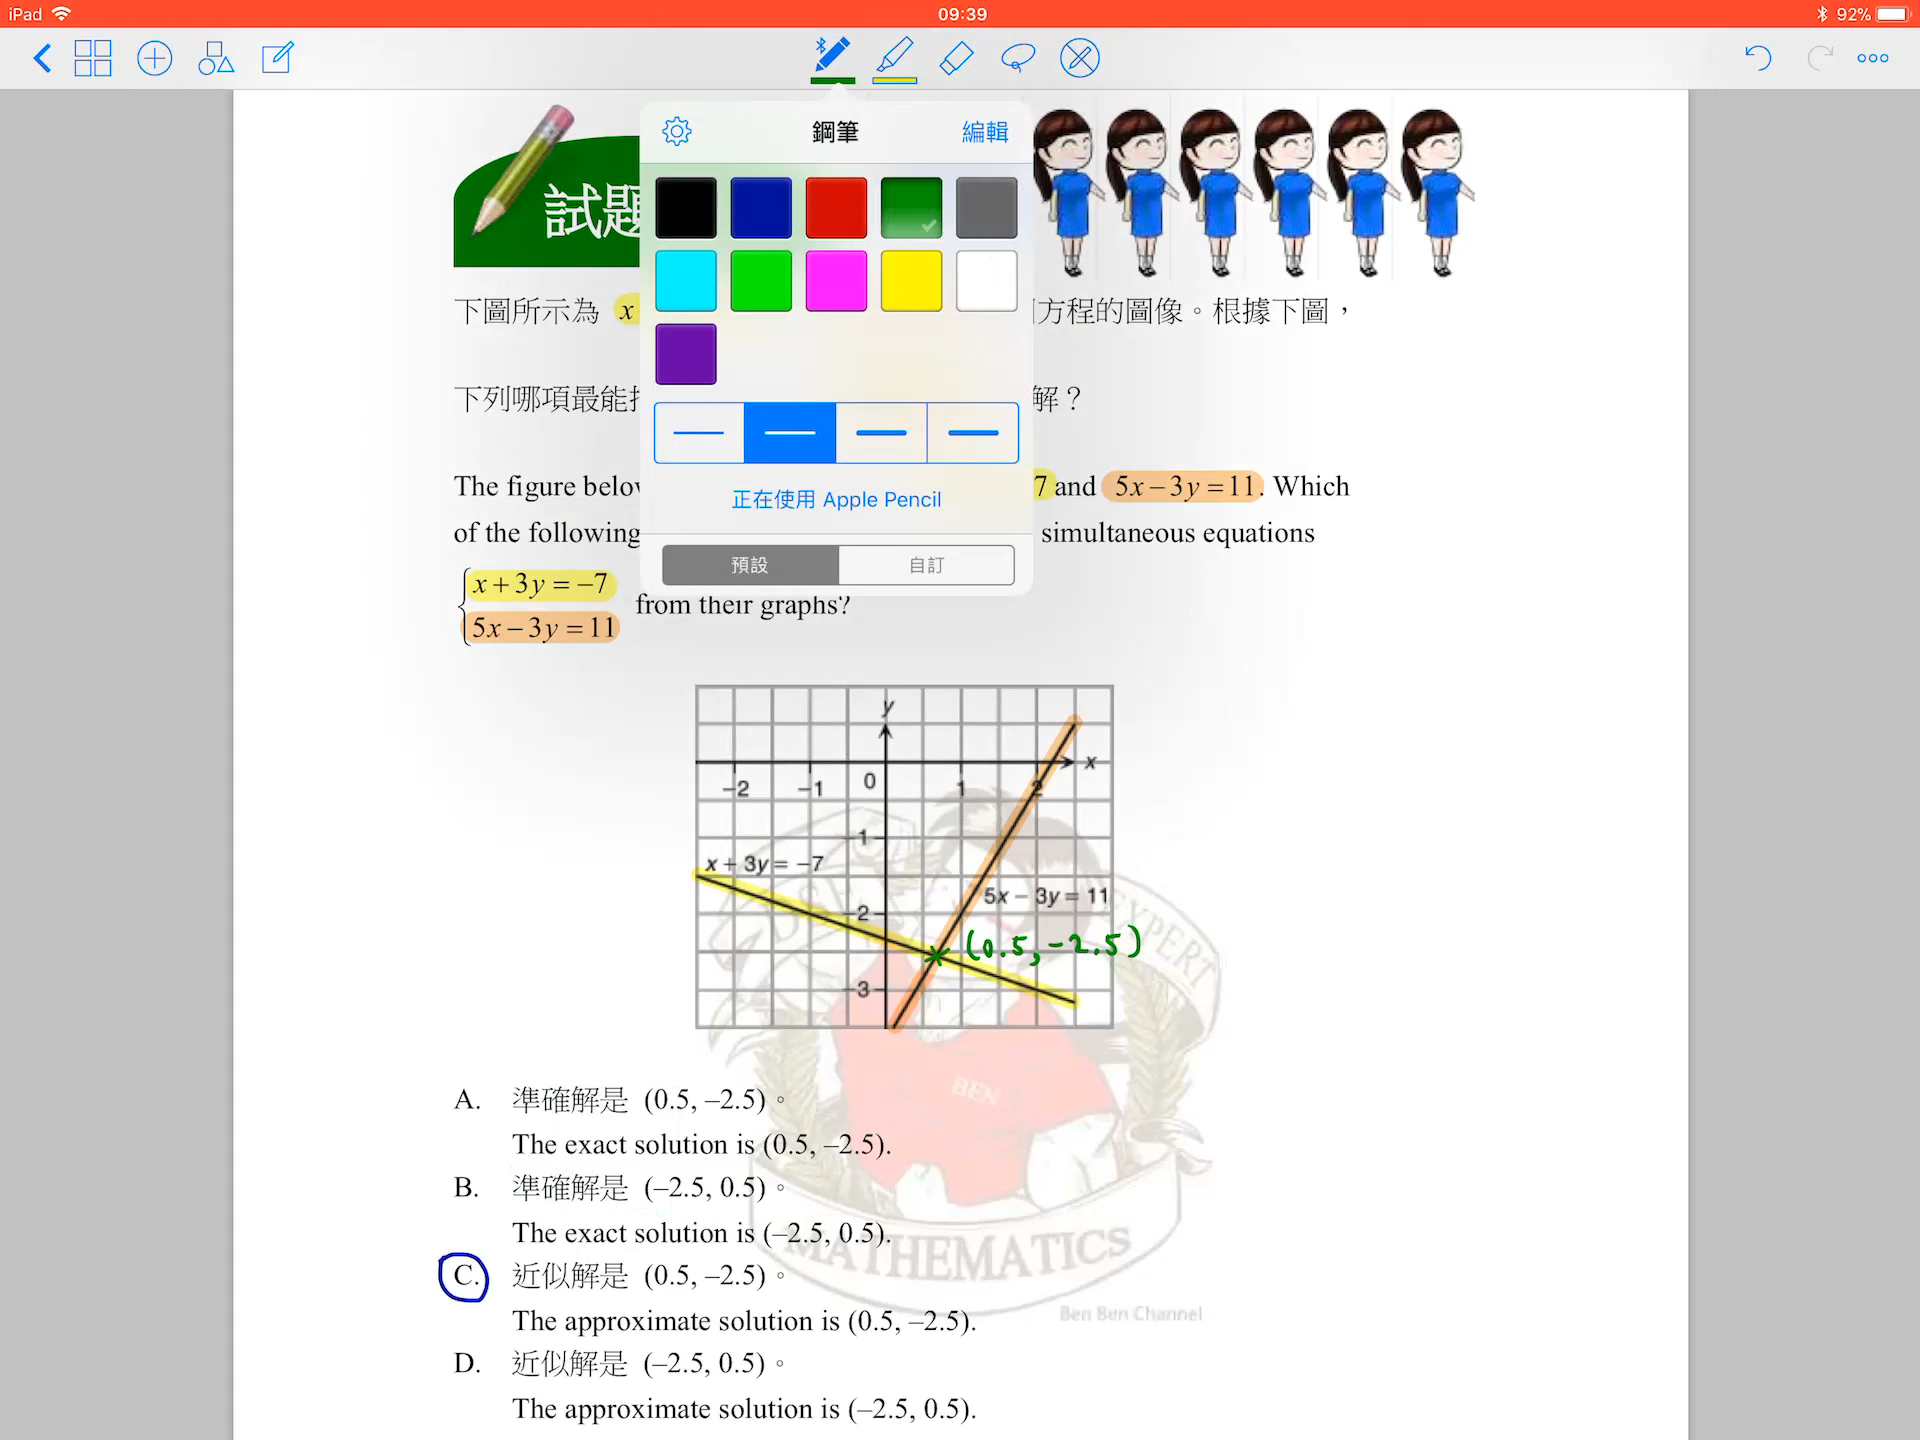 iPad 09:39 92%
鋼筆 編輯
試題
下圖所示為 x 方程的圖像。根據下圖，
下列哪項最能 解？
正在使用 Apple Pencil
預設 自訂
The figure below 7 and 5x – 3y = 11. Which
of the following simultaneous equations
x + 3y = –7
5x – 3y = 11
from their graphs?
y
x
–2 –1 0 1 2
–1
x + 3y = –7
5x – 3y = 11
–2
(0.5, -2.5)
–3
EXPERT
BEN
A. 準確解是 (0.5, –2.5)。
The exact solution is (0.5, –2.5).
B. 準確解是 (–2.5, 0.5)。
The exact solution is (–2.5, 0.5).
MATHEMATICS
C. 近似解是 (0.5, –2.5)。
The approximate solution is (0.5, –2.5).
Ben Ben Channel
D. 近似解是 (–2.5, 0.5)。
The approximate solution is (–2.5, 0.5).